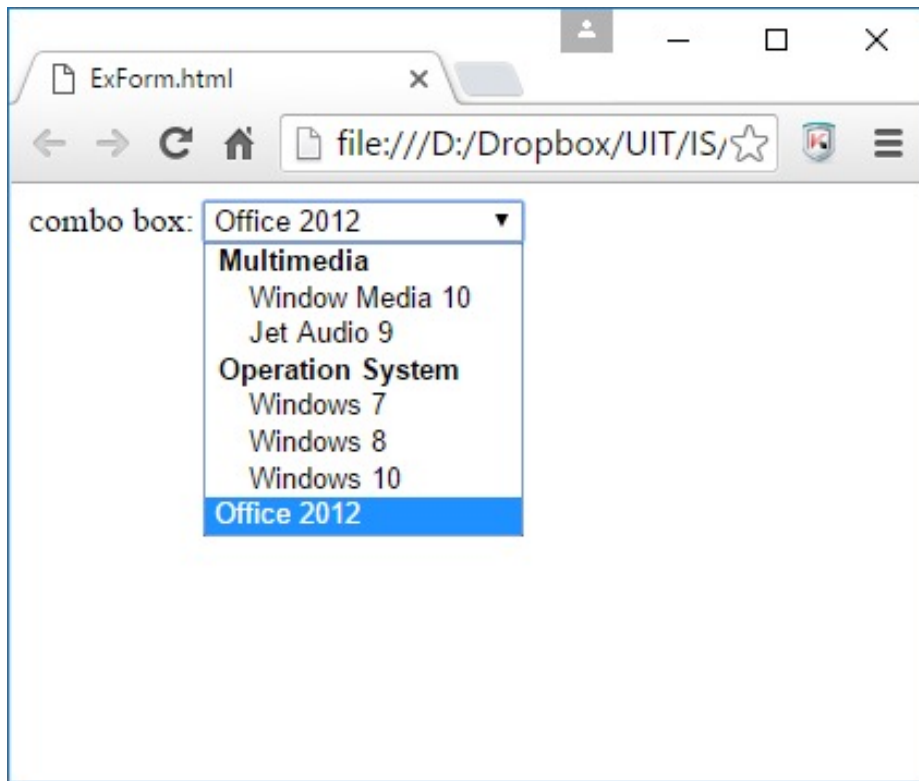 ExForm.html
file:///D:/Dropbox/UIT/IS/
combo box: Office 2012
Multimedia
Window Media 10
Jet Audio 9
Operation System
Windows 7
Windows 8
Windows 10
Office 2012